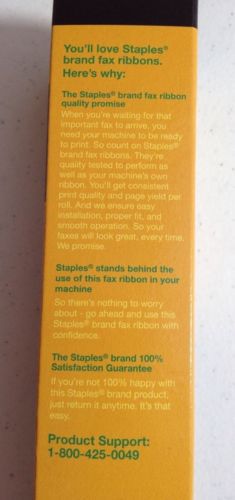 You'll love Staples®
brand fax ribbons.
Here's why:
The Staples® brand fax ribbon
quality promise
When you're waiting for that
important fax to arrive, you
need your machine to be ready
to print. So count on Staples®
brand fax ribbons. They're
quality tested to perform as
well as your machine's own
ribbon. You'll get consistent
print quality and page yield per
roll. And we ensure easy
installation, proper fit, and
smooth operation. So your
faxes will look great, every time.
We promise.
Staples® stands behind the
use of this fax ribbon in your
machine
So there's nothing to worry
about - go ahead and use this
Staples® brand fax ribbon with
confidence.
The Staples® brand 100%
Satisfaction Guarantee
If you're not 100% happy with
this Staples® brand product,
just return it anytime. It's that
easy.
Product Support:
1-800-425-0049